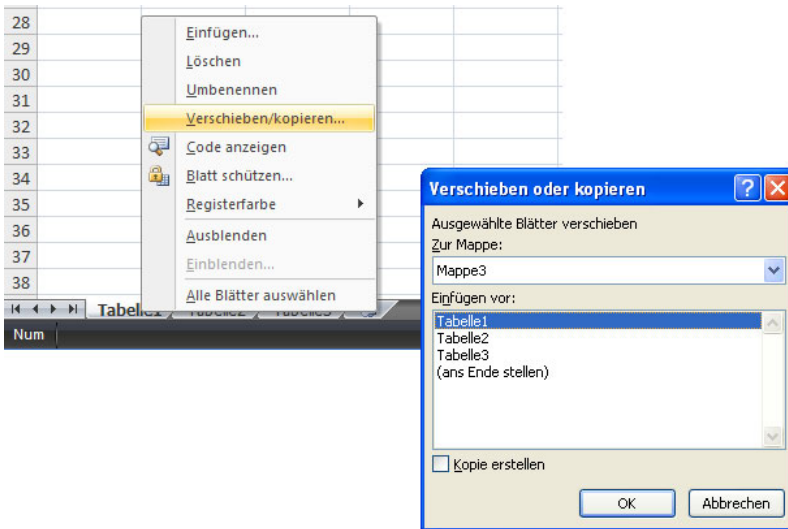 28
29
30
31
32
33
34
35
36
37
38
Einfügen...
Löschen
Umbenennen
Verschieben/kopieren...
Code anzeigen
Blatt schützen...
Registerfarbe
Ausblenden
Einblenden...
Alle Blätter auswählen
Tabelle1 Tabelle2 Tabelle3
Num
Verschieben oder kopieren
Ausgewählte Blätter verschieben
Zur Mappe:
Mappe3
Einfügen vor:
Tabelle1
Tabelle2
Tabelle3
(ans Ende stellen)
Kopie erstellen
OK Abbrechen